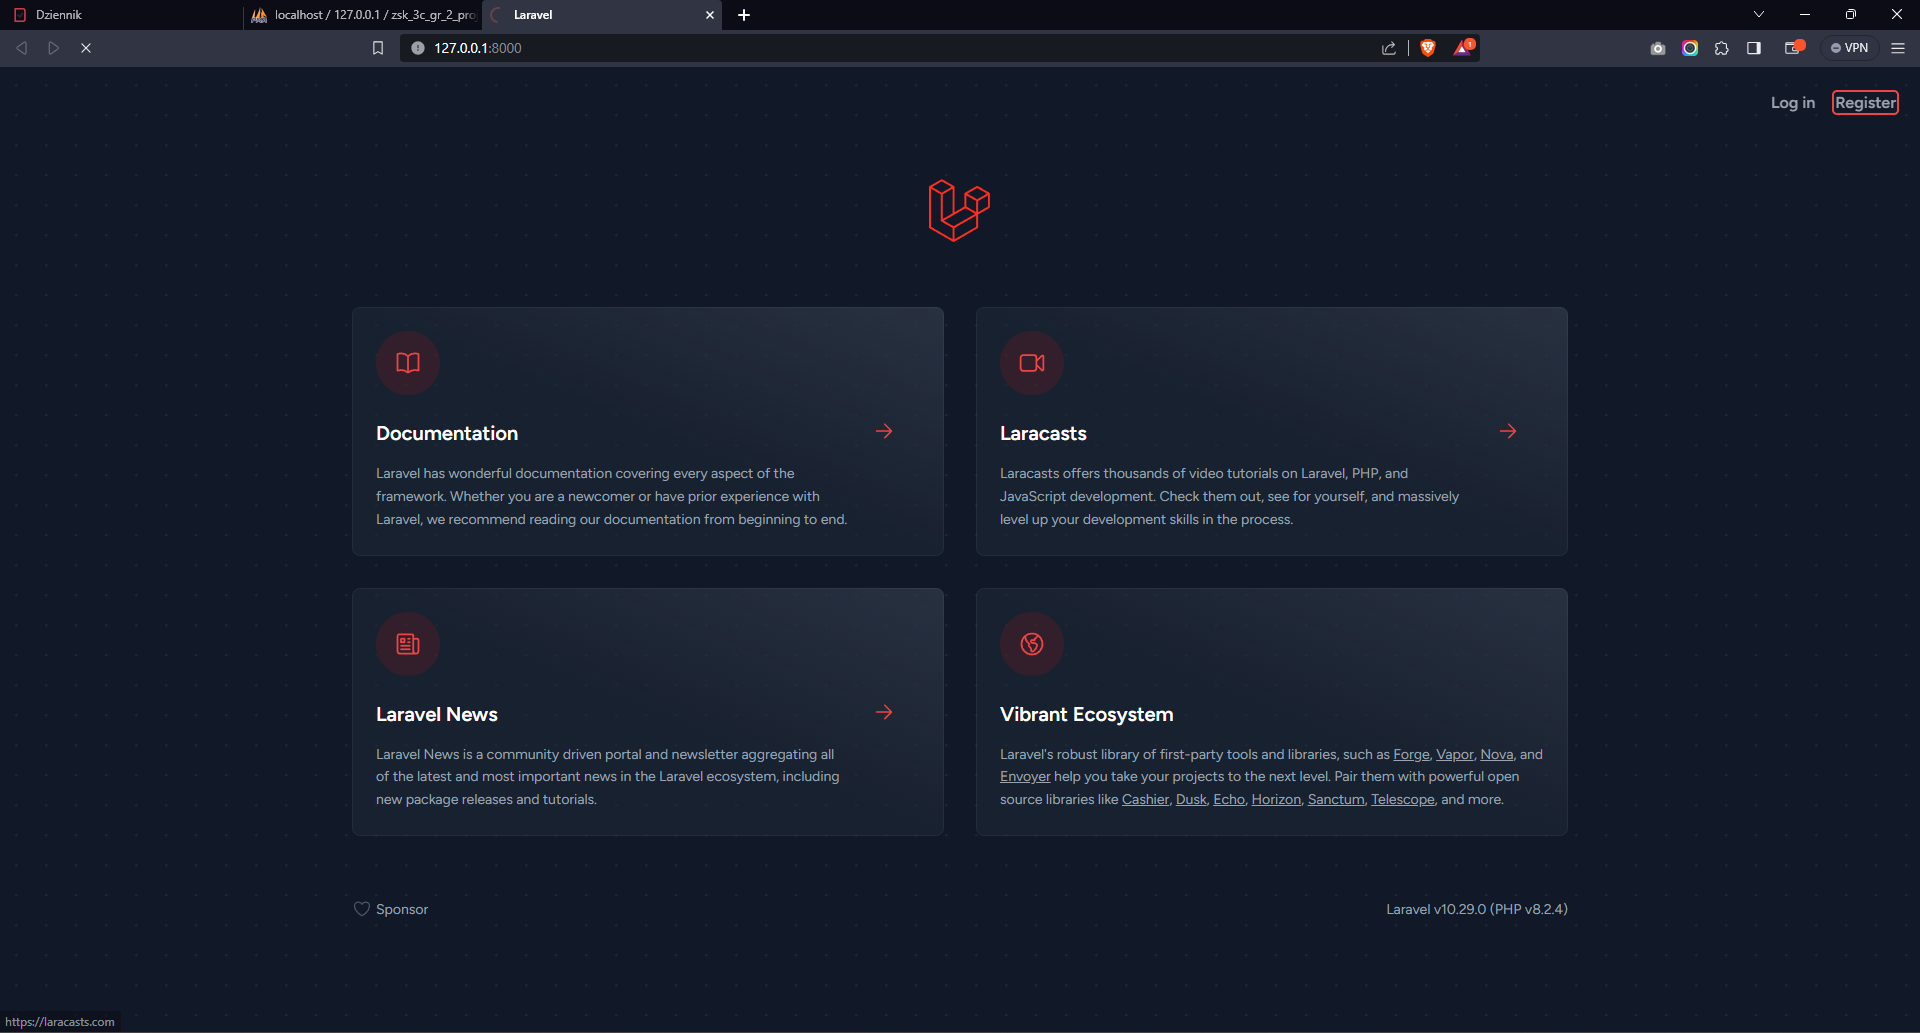 Dziennik
localhost / 127.0.0.1 / zsk_3c_gr_2_pro
Laravel
127.0.0.1:8000
1
VPN
Log in
Register
Documentation
Laravel has wonderful documentation covering every aspect of the
framework. Whether you are a newcomer or have prior experience with
Laravel, we recommend reading our documentation from beginning to end.
Laracasts
Laracasts offers thousands of video tutorials on Laravel, PHP, and
JavaScript development. Check them out, see for yourself, and massively
level up your development skills in the process.
Laravel News
Laravel News is a community driven portal and newsletter aggregating all
of the latest and most important news in the Laravel ecosystem, including
new package releases and tutorials.
Vibrant Ecosystem
Laravel's robust library of first-party tools and libraries, such as Forge, Vapor, Nova, and
Envoyer help you take your projects to the next level. Pair them with powerful open
source libraries like Cashier, Dusk, Echo, Horizon, Sanctum, Telescope, and more.
Sponsor
Laravel v10.29.0 (PHP v8.2.4)
https://laracasts.com